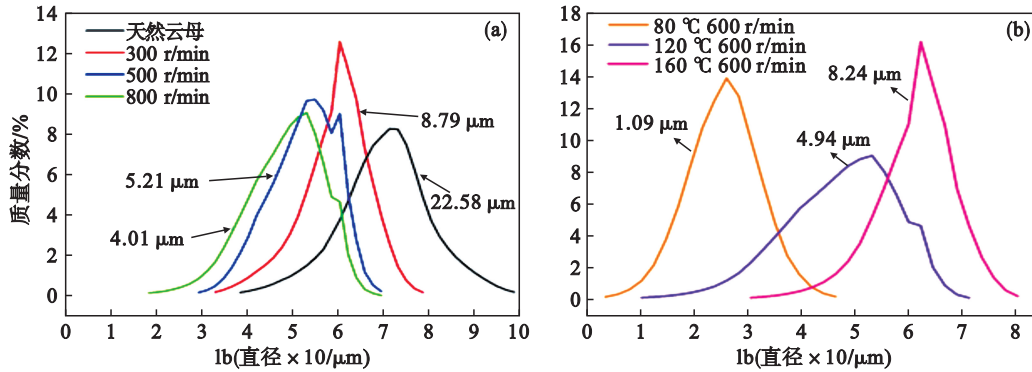 14
12
10
8
6
4
2
0
质量分数/%
天然云母
300 r/min
500 r/min
800 r/min
(a)
8.79 μm
5.21 μm
22.58 μm
4.01 μm
0 1 2 3 4 5 6 7 8 9 10
lb(直径 × 10/μm)
18
16
14
12
10
8
6
4
2
0
80 ℃ 600 r/min
120 ℃ 600 r/min
160 ℃ 600 r/min
(b)
8.24 μm
1.09 μm
4.94 μm
0 1 2 3 4 5 6 7 8
lb(直径 × 10/μm)